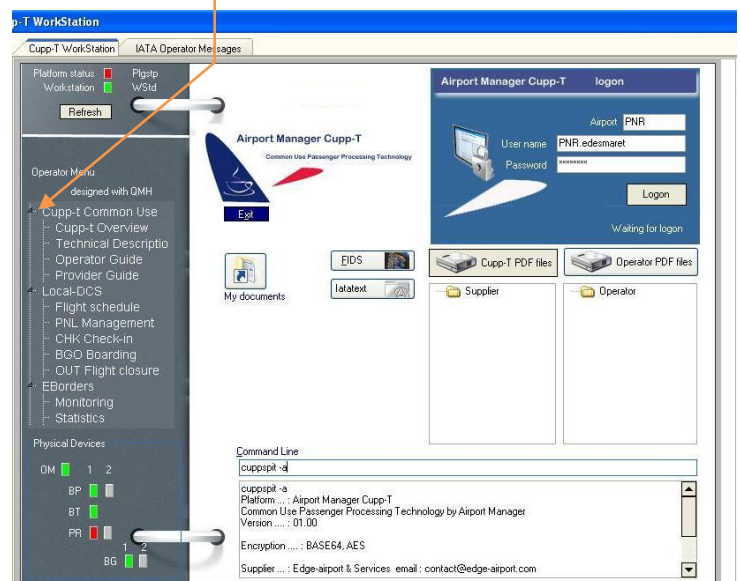 p-T WorkStation
Cupp-T WorkStation
IATA Operator Messages
Platform status
Plgstp
Workstation
WStd
Refresh
Operator Menu
designed with QMH
Cupp-t Common Use
Cupp-t Overview
Technical Descriptio
Operator Guide
Provider Guide
Local-DCS
Flight schedule
PNL Management
CHK Check-in
BGO Boarding
OUT Flight closure
EBorders
Monitoring
Statistics
Physical Devices
OM 1 2
BP
BT
PR
1 2
BG
Airport Manager Cupp-T
Common Use Passenger Processing Technology
Exit
My documents
FIDS
Iatatext
Airport Manager Cupp-T logon
Airport PNR
User name PNR.edesmaret
Password ********
Logon
Waiting for logon
Cupp-T PDF files
Operator PDF files
Supplier
Operator
Command Line
cuppspit -a
cuppspit -a
Platform ... : Airport Manager Cupp-T
Common Use Passenger Processing Technology by Airport Manager
Version .... : 01.00
Encryption .... : BASE64, AES
Supplier ... : Edge-airport & Services email : contact@edge-airport.com